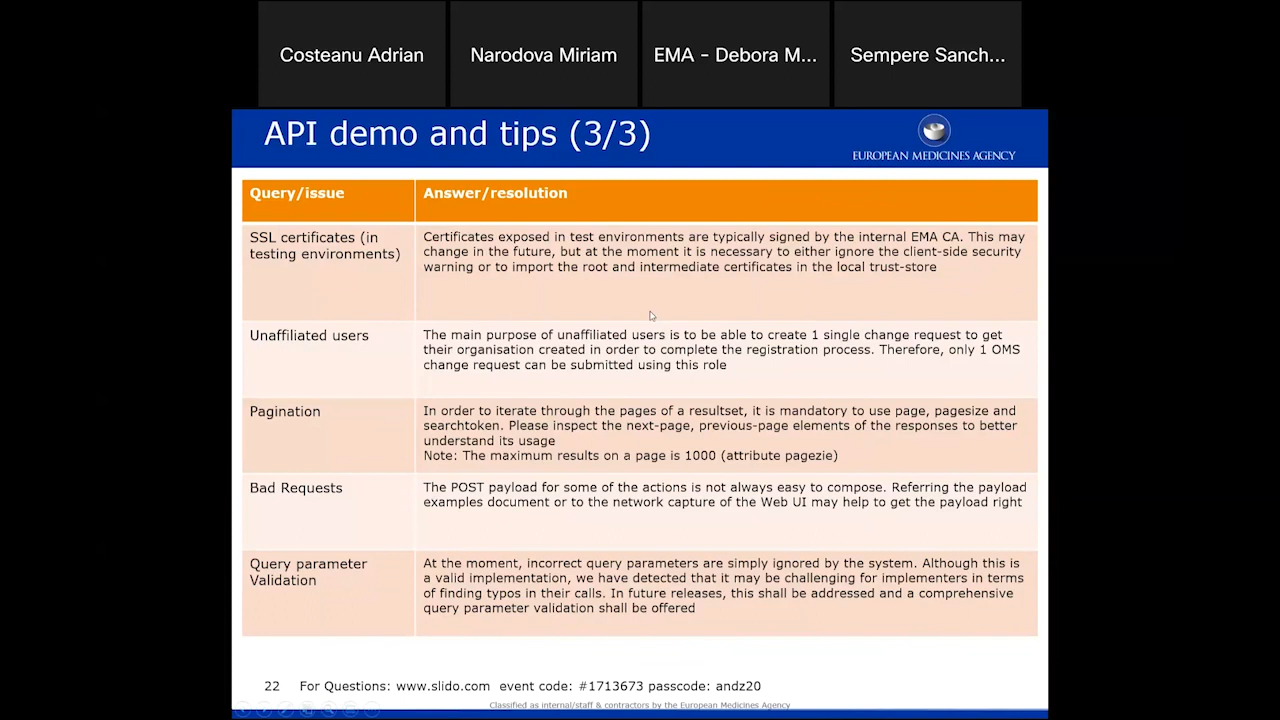 Costeanu Adrian
Narodova Miriam
EMA - Debora M...
Sempere Sanch...
API demo and tips (3/3)
EUROPEAN MEDICINES AGENCY
Query/issue
Answer/resolution
SSL certificates (in
testing environments)
Certificates exposed in test environments are typically signed by the internal EMA CA. This may
change in the future, but at the moment it is necessary to either ignore the client-side security
warning or to import the root and intermediate certificates in the local trust-store
Unaffiliated users
The main purpose of unaffiliated users is to be able to create 1 single change request to get
their organisation created in order to complete the registration process. Therefore, only 1 OMS
change request can be submitted using this role
Pagination
In order to iterate through the pages of a resultset, it is mandatory to use page, pagesize and
searchtoken. Please inspect the next-page, previous-page elements of the responses to better
understand its usage
Note: The maximum results on a page is 1000 (attribute pagezie)
Bad Requests
The POST payload for some of the actions is not always easy to compose. Referring the payload
examples document or to the network capture of the Web UI may help to get the payload right
Query parameter
Validation
At the moment, incorrect query parameters are simply ignored by the system. Although this is
a valid implementation, we have detected that it may be challenging for implementers in terms
of finding typos in their calls. In future releases, this shall be addressed and a comprehensive
query parameter validation shall be offered
22 For Questions: www.slido.com event code: #1713673 passcode: andz20
Classified as internal/staff & contractors by the European Medicines Agency